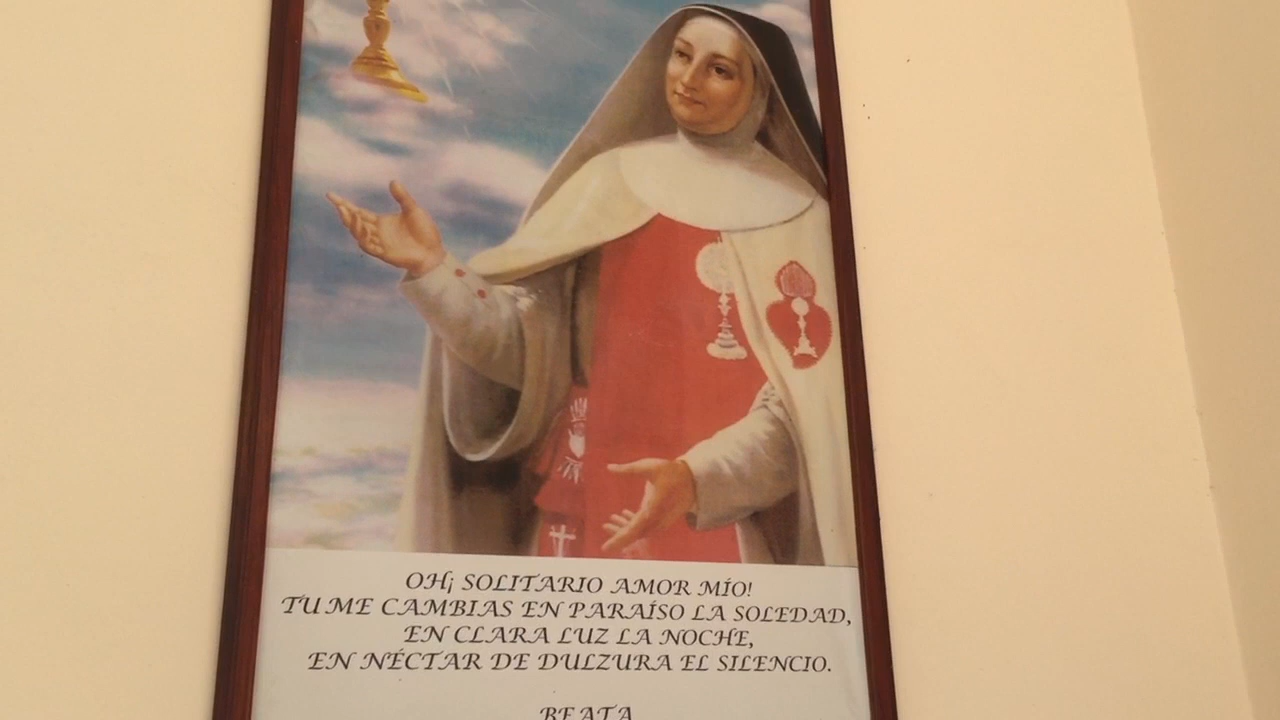 OH¡ SOLITARIO AMOR MÍO!
TU ME CAMBIAS EN PARAÍSO LA SOLEDAD,
EN CLARA LUZ LA NOCHE,
EN NÉCTAR DE DULZURA EL SILENCIO.
BEATA